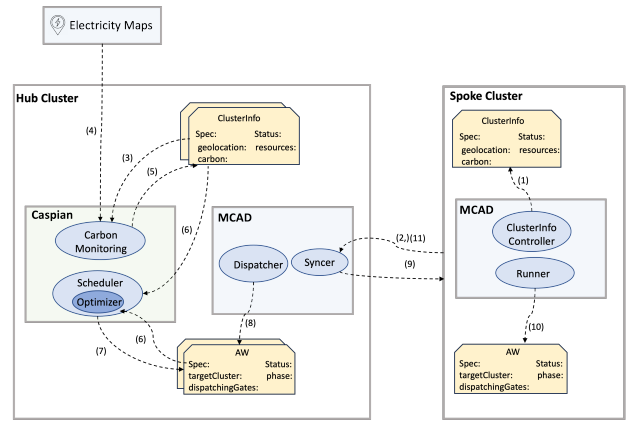 Electricity Maps
Hub Cluster
(4)
ClusterInfo
Spec: Status:
geolocation: resources:
carbon:
(3)
(5)
(6)
Caspian
Carbon
Monitoring
Scheduler
Optimizer
MCAD
Dispatcher
Syncer
(2,)(11)
(9)
(8)
(6)
(7)
AW
Spec: Status:
targetCluster: phase:
dispatchingGates:
Spoke Cluster
ClusterInfo
Spec: Status:
geolocation: resources:
carbon:
(1)
MCAD
ClusterInfo
Controller
Runner
(10)
AW
Spec: Status:
targetCluster: phase:
dispatchingGates: